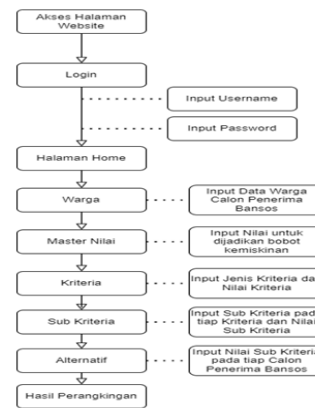 Akses Halaman
Website
Login
Input Username
Input Password
Halaman Home
Warga
Input Data Warga
Calon Penerima
Bansos
Master Nilai
Input Nilai untuk
dijadikan bobot
kemiskinan
Kriteria
Input Jenis Kriteria da
Nilai Kriteria
Sub Kriteria
Input Sub Kriteria pad
tiap Kriteria dan Nilai
Sub Kriteria
Alternatif
Input Nilai Sub Kriteria
pada tiap Calon
Penerima Bansos
Hasil Perangkingan